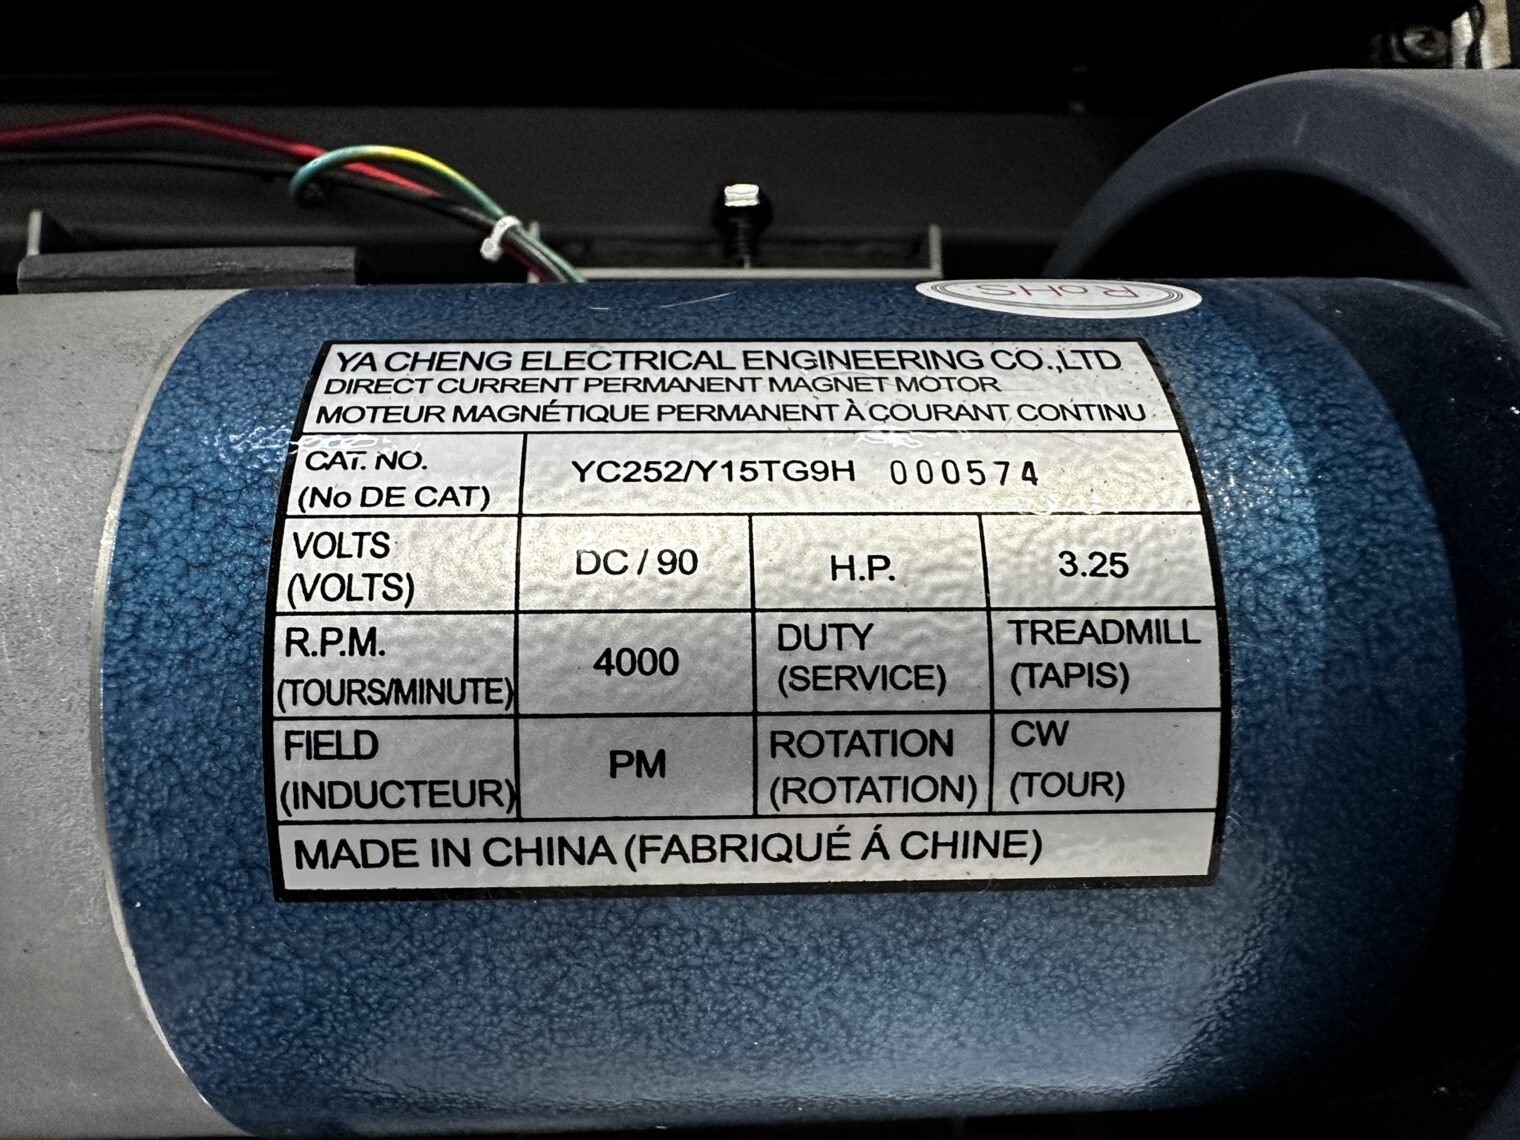 RoHS
YA CHENG ELECTRICAL ENGINEERING CO.,LTD
DIRECT CURRENT PERMANENT MAGNET MOTOR
MOTEUR MAGNÉTIQUE PERMANENT À COURANT CONTINU
CAT. NO.
(No DE CAT)
YC252/Y15TG9H 000574
VOLTS
(VOLTS)
DC / 90
H.P.
3.25
R.P.M.
(TOURS/MINUTE)
4000
DUTY
(SERVICE)
TREADMILL
(TAPIS)
FIELD
(INDUCTEUR)
PM
ROTATION
(ROTATION)
CW
(TOUR)
MADE IN CHINA (FABRIQUÉ Á CHINE)